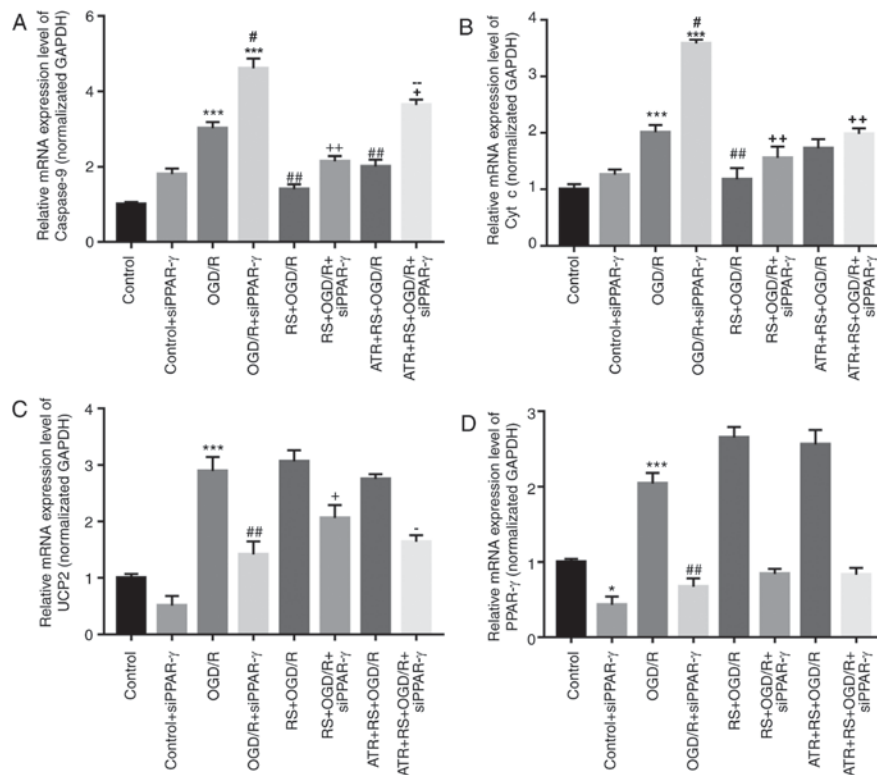 A
Relative mRNA expression level of
Caspase-9 (normalizated GAPDH)
6
4
2
0
***
#
***
##
++
##
--
+
Control
Control+siPPAR-γ
OGD/R
OGD/R+siPPAR-γ
RS+OGD/R
RS+OGD/R+
siPPAR-γ
ATR+RS+OGD/R
ATR+RS+OGD/R+
siPPAR-γ
B
Relative mRNA expression level of
Cyt c (normalizated GAPDH)
4
3
2
1
0
***
#
***
##
++
++
Control
Control+siPPAR-γ
OGD/R
OGD/R+siPPAR-γ
RS+OGD/R
RS+OGD/R+
siPPAR-γ
ATR+RS+OGD/R
ATR+RS+OGD/R+
siPPAR-γ
C
Relative mRNA expression level of
UCP2 (normalizated GAPDH)
4
3
2
1
0
***
##
+
-
Control
Control+siPPAR-γ
OGD/R
OGD/R+siPPAR-γ
RS+OGD/R
RS+OGD/R+
siPPAR-γ
ATR+RS+OGD/R
ATR+RS+OGD/R+
siPPAR-γ
D
Relative mRNA expression level of
PPAR-γ (normalizated GAPDH)
3
2
1
0
*
***
##
Control
Control+siPPAR-γ
OGD/R
OGD/R+siPPAR-γ
RS+OGD/R
RS+OGD/R+
siPPAR-γ
ATR+RS+OGD/R
ATR+RS+OGD/R+
siPPAR-γ